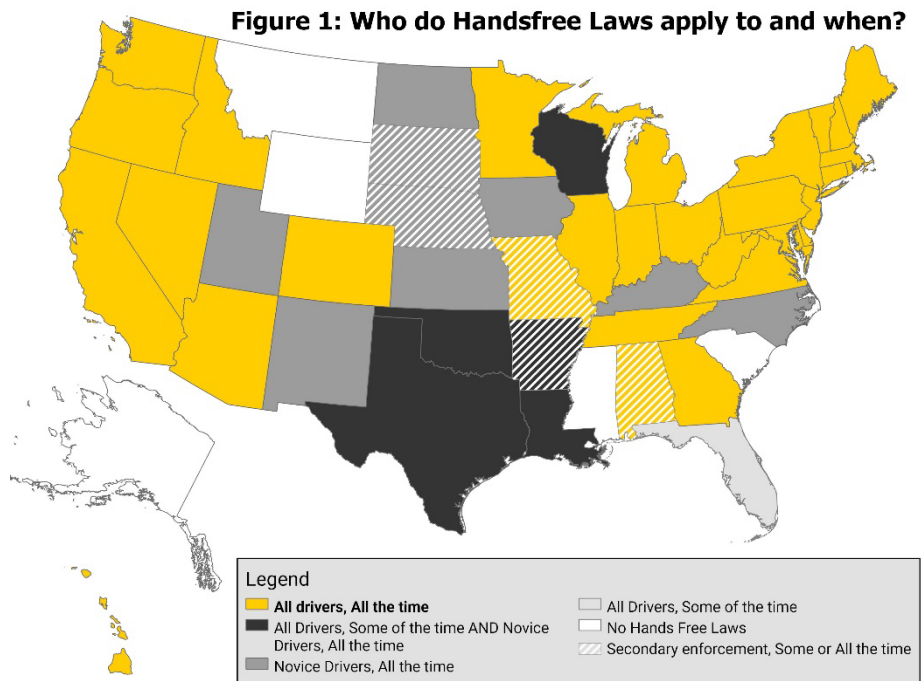 Figure 1: Who do Handsfree Laws apply to and when?
Legend
All drivers, All the time
All Drivers, Some of the time AND Novice
Drivers, All the time
Novice Drivers, All the time
All Drivers, Some of the time
No Hands Free Laws
Secondary enforcement, Some or All the time